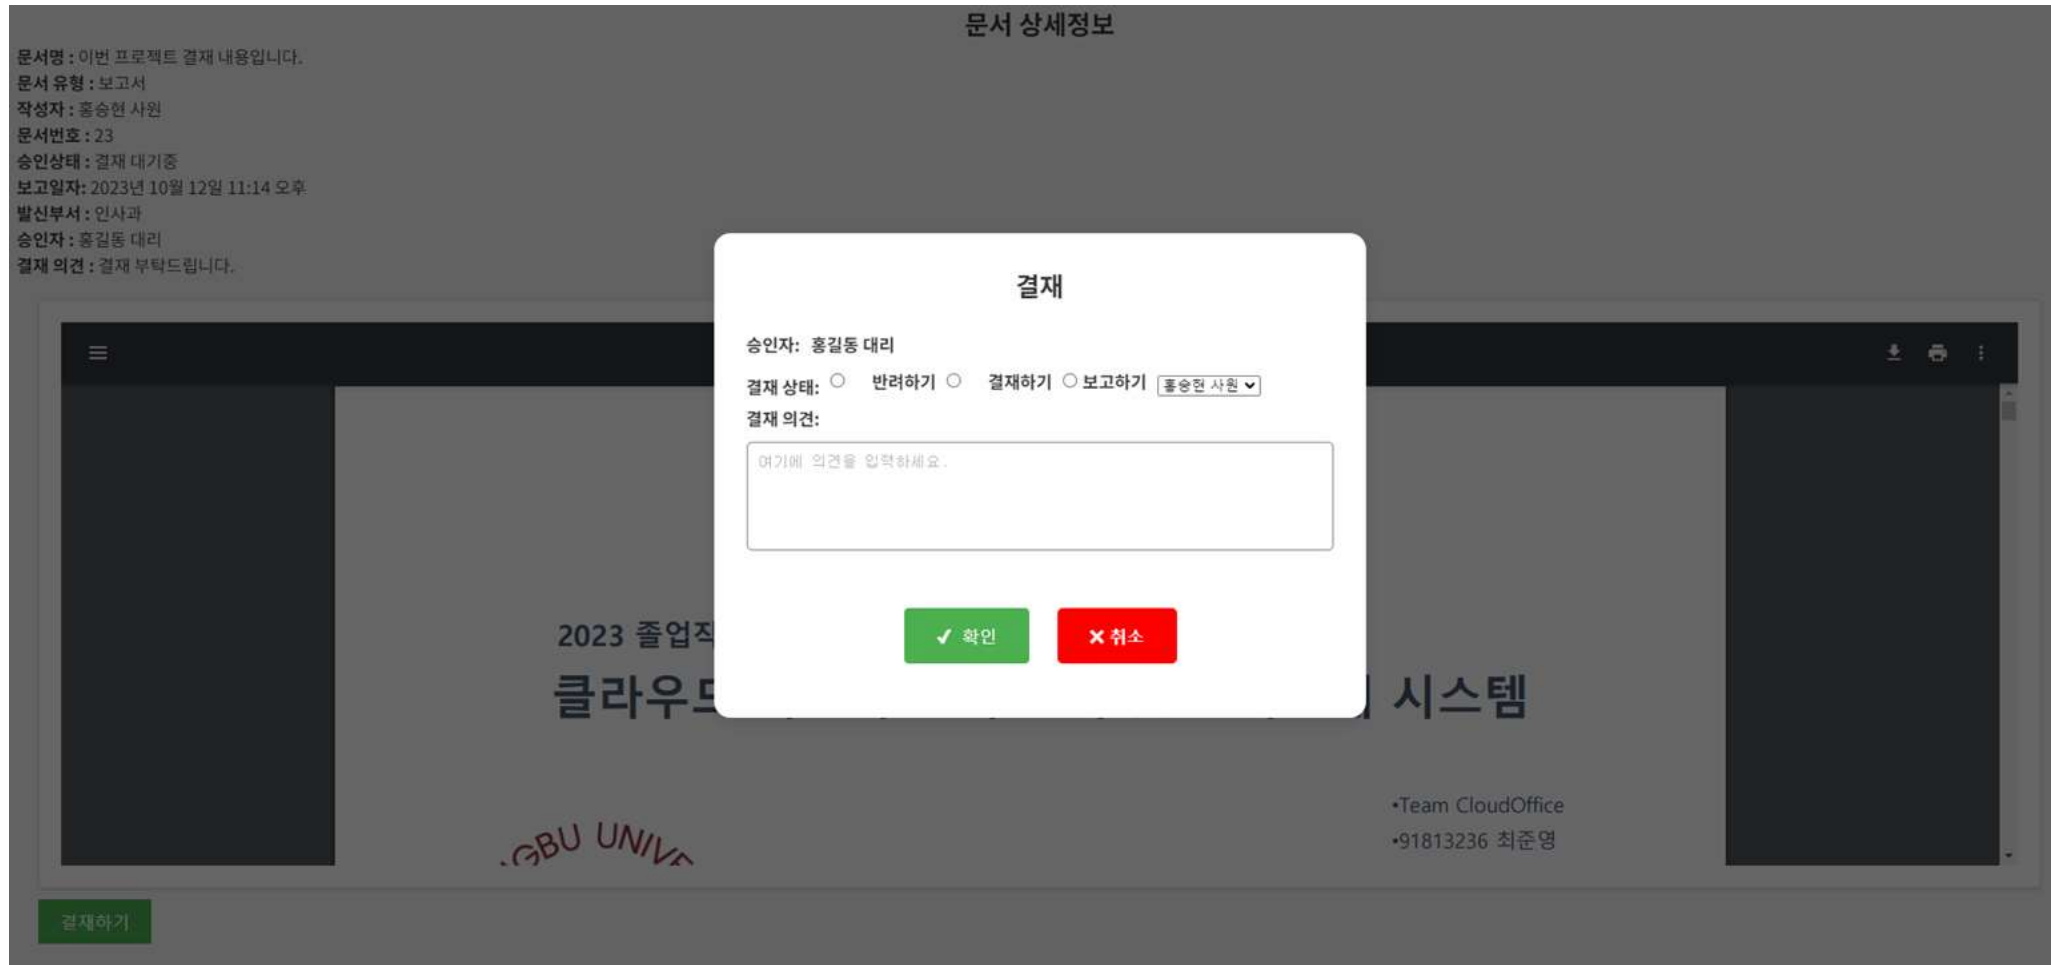 문서 상세정보
문서명 : 이번 프로젝트 결재 내용입니다.
문서 유형 : 보고서
작성자 : 홍승현 사원
문서번호 : 23
승인상태 : 결재 대기중
보고일자: 2023년 10월 12일 11:14 오후
발신부서 : 인사과
승인자 : 홍길동 대리
결재 의견 : 결재 부탁드립니다.
결재
승인자: 홍길동 대리
결재 상태: 반려하기 결재하기 보고하기 홍승현 사원
결재 의견:
여기에 의견을 입력하세요.
확인 취소
2023 졸업작
클라우드 시스템
•Team CloudOffice
•91813236 최준영
GBU UNIVE
결재하기